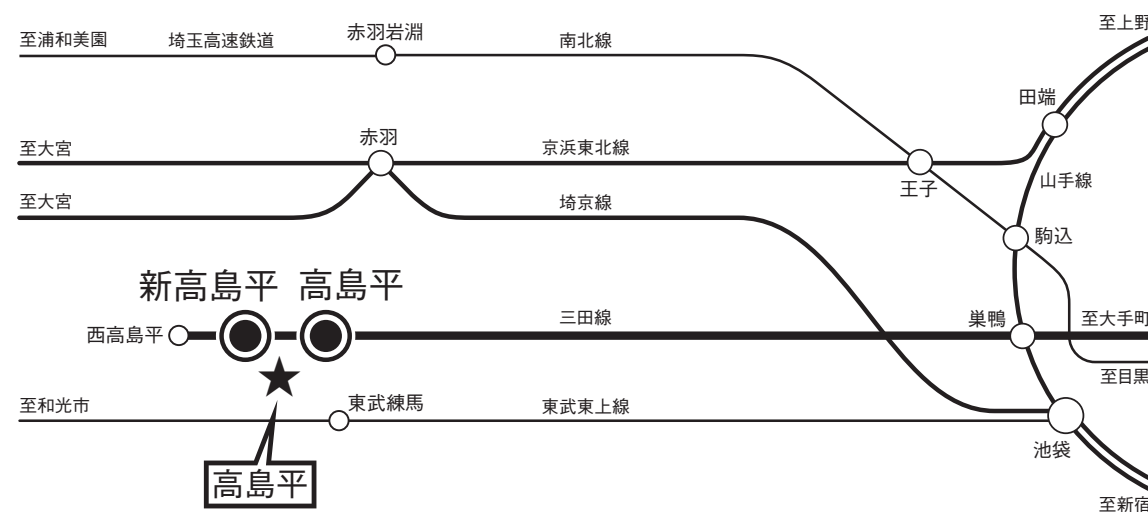 至上野
至浦和美園
埼玉高速鉄道
赤羽岩淵
南北線
田端
赤羽
至大宮
京浜東北線
王子
山手線
至大宮
埼京線
駒込
新高島平
高島平
西高島平
三田線
巣鴨
至大手町
至目黒
至和光市
東武練馬
東武東上線
池袋
高島平
至新宿